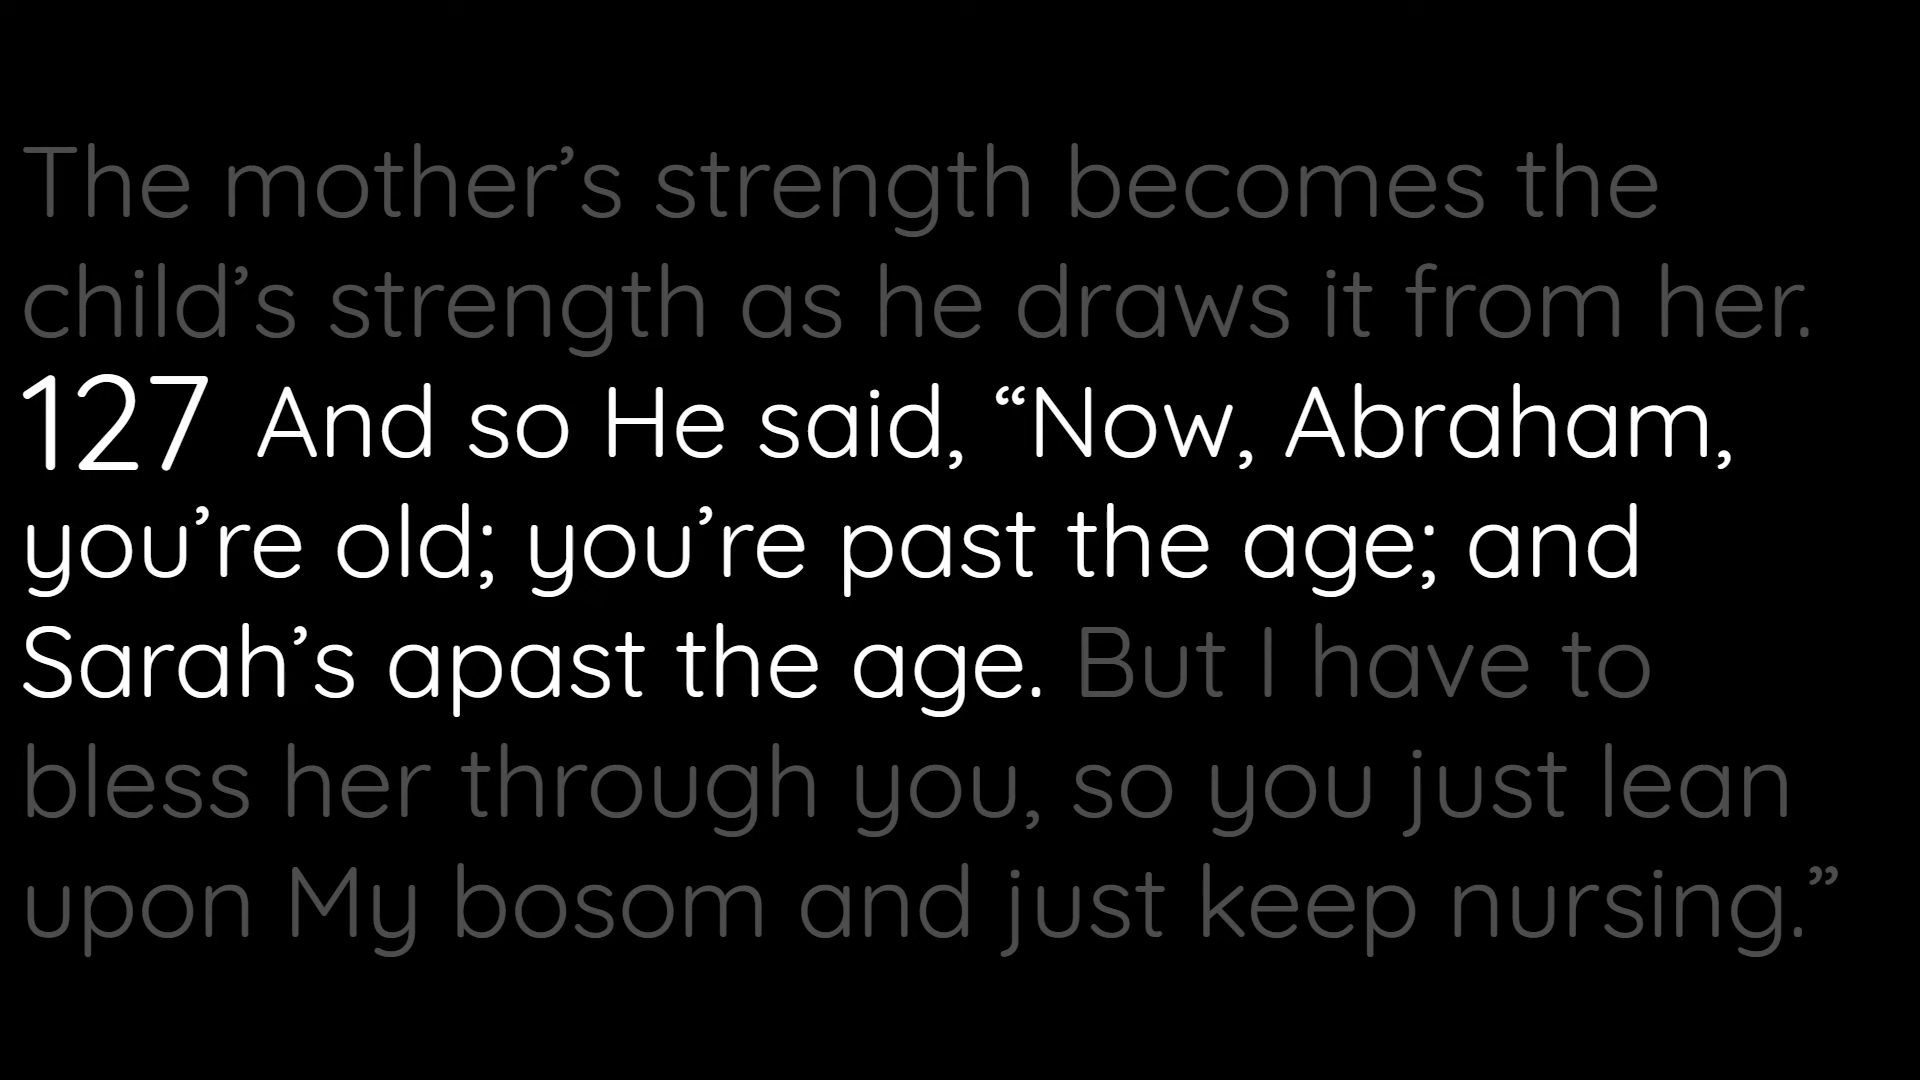 The mother’s strength becomes the
child’s strength as he draws it from her.
127 And so He said, “Now, Abraham,
you’re old; you’re past the age; and
Sarah’s apast the age. But I have to
bless her through you, so you just lean
upon My bosom and just keep nursing.”